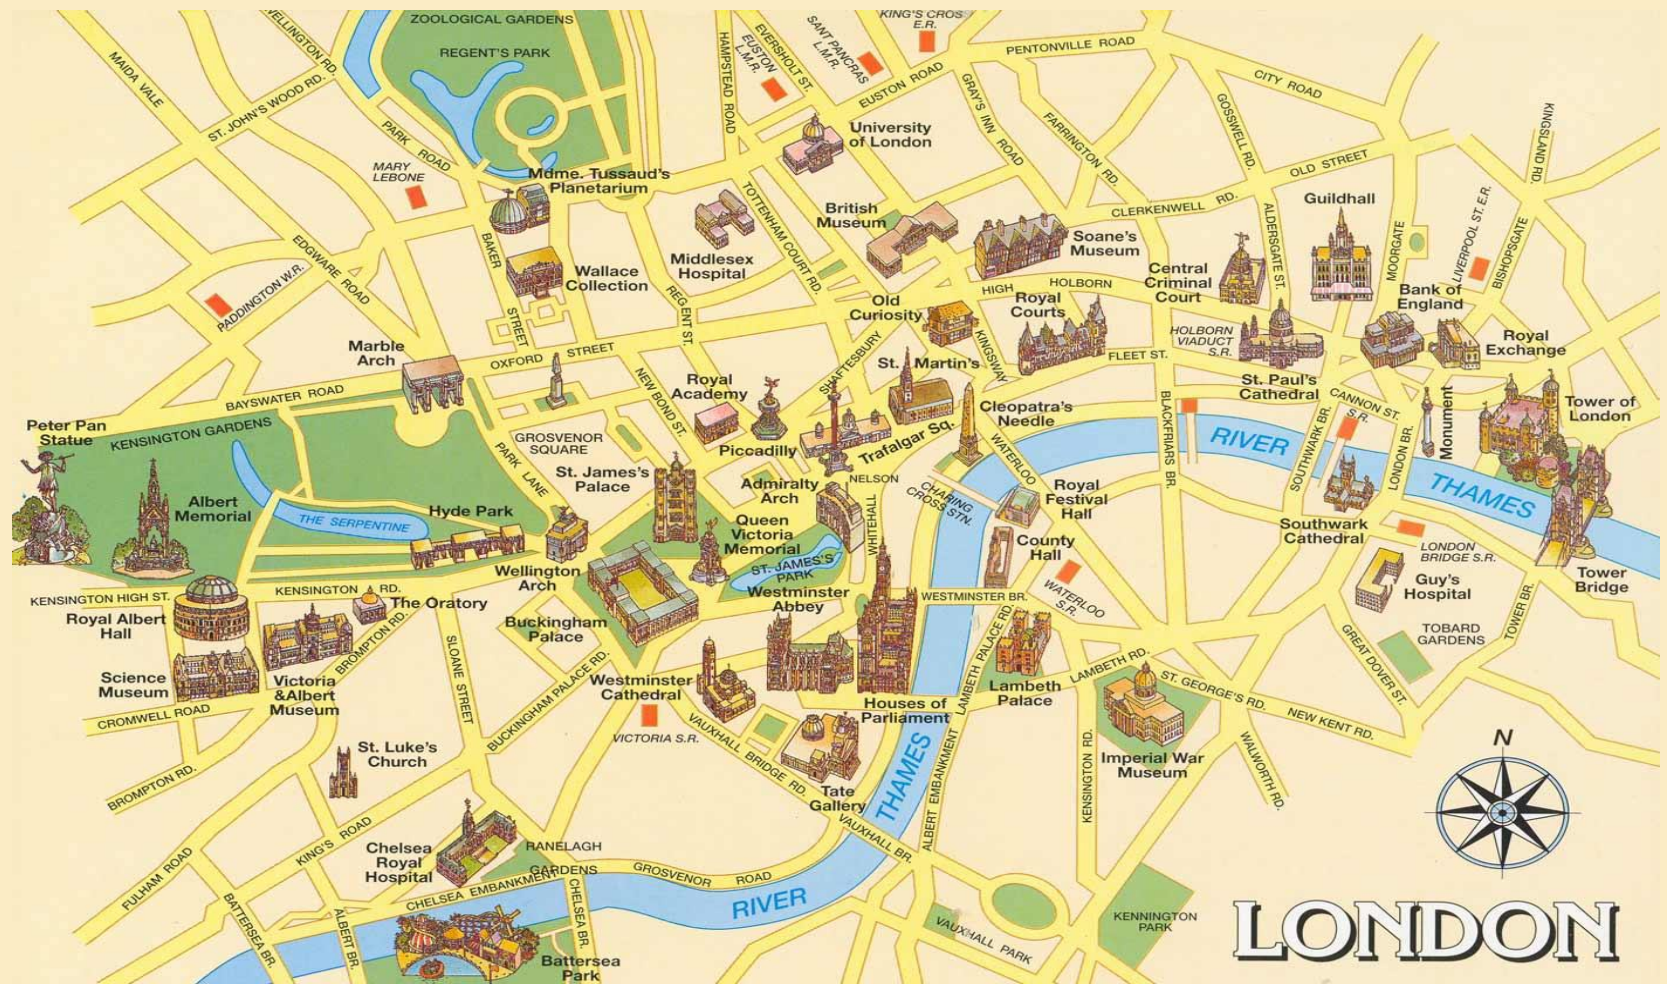 ZOOLOGICAL GARDENS
REGENT'S PARK
WELLINGTON RD.
MAIDA VALE
ST. JOHN'S WOOD RD.
PARK ROAD
MARY
LEBONE
HAMPSTEAD ROAD
EVERSHOLT ST.
EUSTON
L.M.R.
SANT PANCRAS
L.M.R.
KING'S CROS
E.R.
EUSTON ROAD
PENTONVILLE ROAD
CITY ROAD
GRAY'S INN ROAD
FARRINGTON RD.
GOSSWELL RD.
OLD STREET
KINGSLAND RD.
University
of London
Mdme. Tussaud's
Planetarium
British
Museum
Middlesex
Hospital
TOTTENHAM COURT RD.
Soane's
Museum
CLERKENWELL RD.
Guildhall
ALDERSGATE ST.
MOORGATE
LIVERPOOL ST. E.R.
BISHOPSGATE
EDGWARE ROAD
PADDINGTON W.R.
BAKER
STREET
Wallace
Collection
REGENT ST.
Old
Curiosity
HIGH HOLBORN
Royal
Courts
Central
Criminal
Court
Bank of
England
Royal
Exchange
HOLBORN
VIADUCT
S.R.
FLEET ST.
KINGSWAY
Marble
Arch
OXFORD STREET
NEW BOND ST.
SHAFTESBURY
St. Martin's
Royal
Academy
St. Paul's
Cathedral
CANNON ST.
S.R.
Monument
Tower of
London
BAYSWATER ROAD
Peter Pan
Statue
KENSINGTON GARDENS
GROSVENOR
SQUARE
PARK LANE
Piccadilly
Trafalgar Sq.
Cleopatra's
Needle
WATERLOO
BLACKFRIARS BR.
RIVER
SOUTHWARK BR.
LONDON BR.
THAMES
St. James's
Palace
Admiralty
Arch
NELSON
WHITEHALL
CHARING
CROSS STN.
Royal
Festival
Hall
Albert
Memorial
THE SERPENTINE
Hyde Park
Queen
Victoria
Memorial
ST. JAMES'S
PARK
County
Hall
WATERLOO
S.R.
Southwark
Cathedral
LONDON
BRIDGE S.R.
Guy's
Hospital
Tower
Bridge
TOWER BR.
Wellington
Arch
Westminster
Abbey
WESTMINSTER BR.
KENSINGTON HIGH ST.
KENSINGTON RD.
Royal Albert
Hall
The Oratory
BROMPTON RD.
Buckingham
Palace
BUCKINGHAM PALACE RD.
SLOANE STREET
TOBARD
GARDENS
GREAT DOVER ST.
Science
Museum
Victoria
&Albert
Museum
CROMWELL ROAD
Westminster
Cathedral
VICTORIA S.R.
Houses of
Parliament
LAMBETH PALACE RD.
Lambeth
Palace
LAMBETH RD.
ST. GEORGE'S RD.
NEW KENT RD.
WALWORTH RD.
Imperial War
Museum
KENSINGTON RD.
ALBERT EMBANKMENT
THAMES
VAUXHALL BRIDGE RD.
Tate
Gallery
VAUXHALL BR.
St. Luke's
Church
BROMPTON RD.
KING'S ROAD
FULHAM ROAD
Chelsea
Royal
Hospital
RANELAGH
GARDENS
CHELSEA EMBANKMENT
GROSVENOR ROAD
RIVER
CHELSEA BR.
ALBERT BR.
BATTERSEA BR.
Battersea
Park
VAUXHALL PARK
KENNINGTON
PARK
N
LONDON